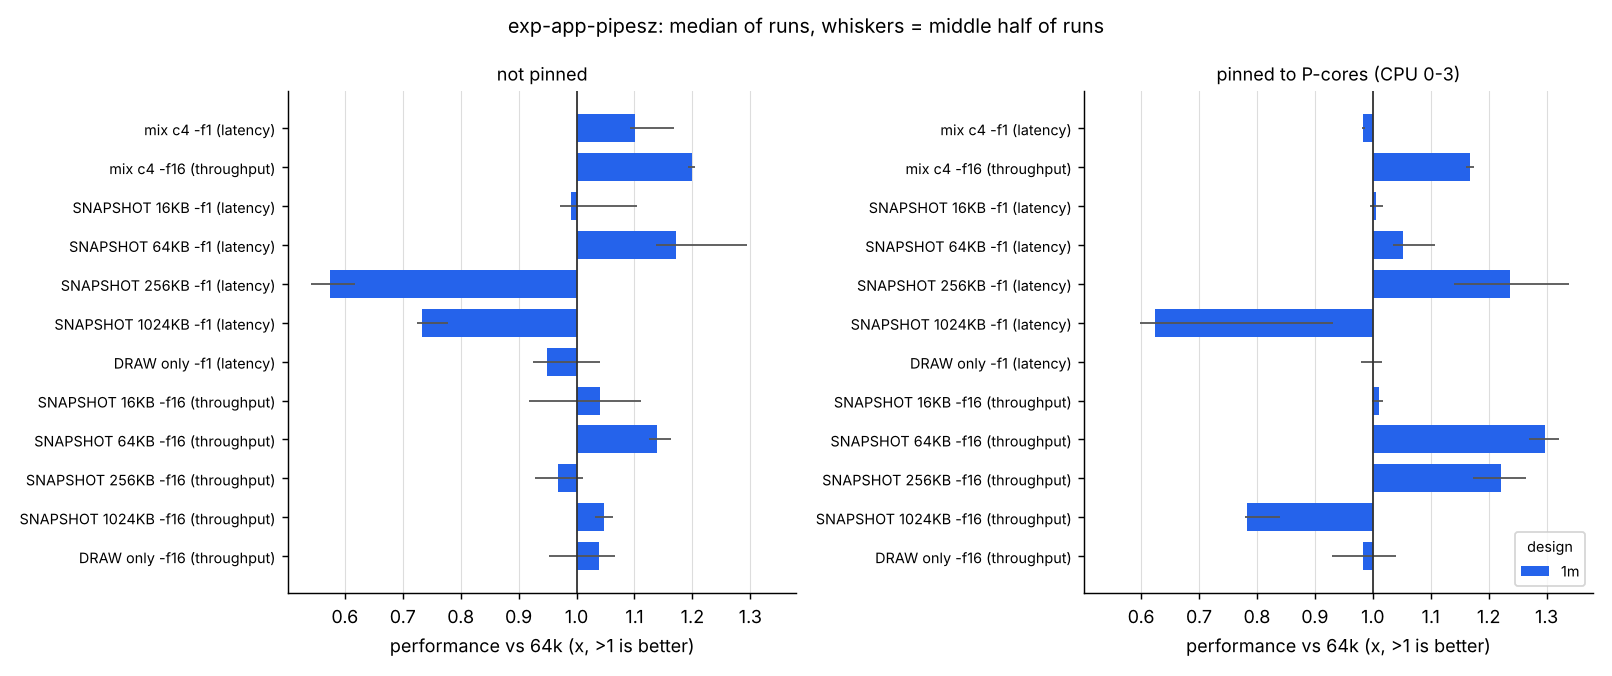 exp-app-pipesz: median of runs, whiskers = middle half of runs
not pinned
mix c4 -f1 (latency)
mix c4 -f16 (throughput)
SNAPSHOT 16KB -f1 (latency)
SNAPSHOT 64KB -f1 (latency)
SNAPSHOT 256KB -f1 (latency)
SNAPSHOT 1024KB -f1 (latency)
DRAW only -f1 (latency)
SNAPSHOT 16KB -f16 (throughput)
SNAPSHOT 64KB -f16 (throughput)
SNAPSHOT 256KB -f16 (throughput)
SNAPSHOT 1024KB -f16 (throughput)
DRAW only -f16 (throughput)
0.6 0.7 0.8 0.9 1.0 1.1 1.2 1.3
performance vs 64k (x, >1 is better)
pinned to P-cores (CPU 0-3)
mix c4 -f1 (latency)
mix c4 -f16 (throughput)
SNAPSHOT 16KB -f1 (latency)
SNAPSHOT 64KB -f1 (latency)
SNAPSHOT 256KB -f1 (latency)
SNAPSHOT 1024KB -f1 (latency)
DRAW only -f1 (latency)
SNAPSHOT 16KB -f16 (throughput)
SNAPSHOT 64KB -f16 (throughput)
SNAPSHOT 256KB -f16 (throughput)
SNAPSHOT 1024KB -f16 (throughput)
DRAW only -f16 (throughput)
design
1m
0.6 0.7 0.8 0.9 1.0 1.1 1.2 1.3
performance vs 64k (x, >1 is better)